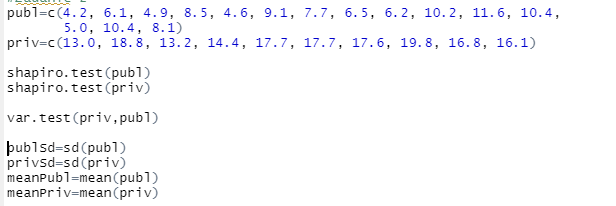 publ=c(4.2, 6.1, 4.9, 8.5, 4.6, 9.1, 7.7, 6.5, 6.2, 10.2, 11.6, 10.4,
5.0, 10.4, 8.1)
priv=c(13.0, 18.8, 13.2, 14.4, 17.7, 17.7, 17.6, 19.8, 16.8, 16.1)
shapiro.test(publ)
shapiro.test(priv)
var.test(priv,publ)
publSd=sd(publ)
privSd=sd(priv)
meanPubl=mean(publ)
meanPriv=mean(priv)